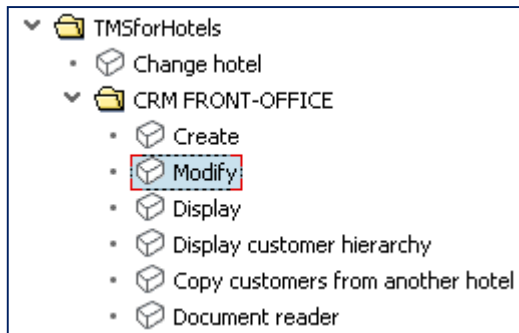 TMSforHotels
Change hotel
CRM FRONT-OFFICE
Create
Modify
Display
Display customer hierarchy
Copy customers from another hotel
Document reader